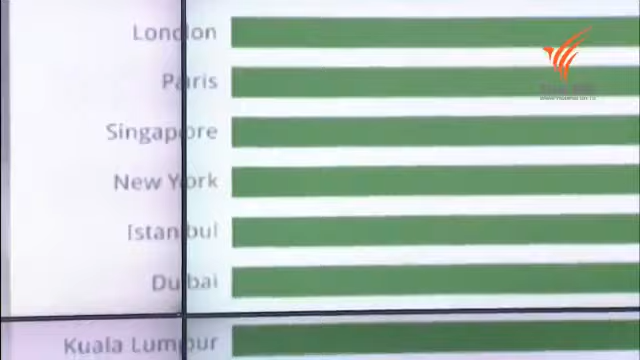 London
Paris
Singapore
New York
Istanbul
Dubai
Kuala Lumpur